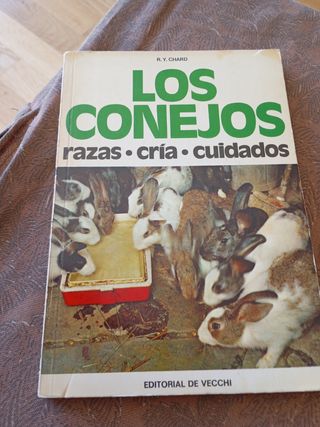 R. Y. CHARD
LOS
CONEJOS
razas · cría · cuidados
EDITORIAL DE VECCHI